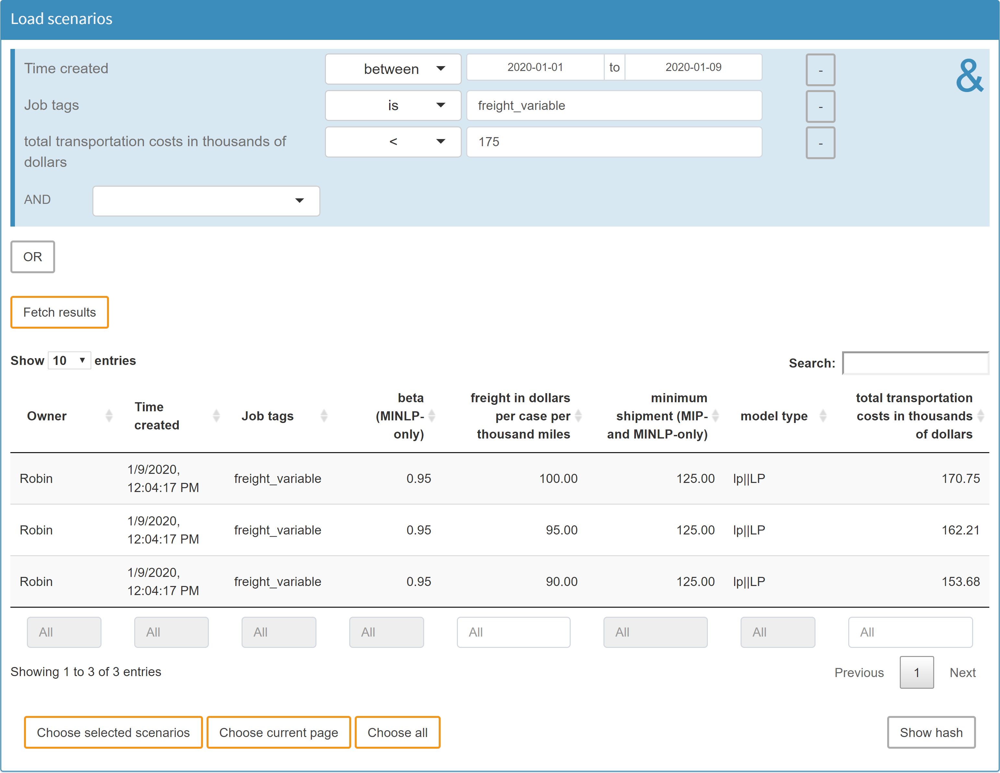 Load scenarios
Time created between 2020-01-01 to 2020-01-09 - &
Job tags is freight_variable -
total transportation costs in thousands of < 175 -
dollars
AND
OR
Fetch results
Show 10 entries
Search:
Owner
Time
created
Job tags
beta
(MINLP-
only)
freight in dollars
per case per
thousand miles
minimum
shipment (MIP-
and MINLP-only)
model type
total transportation
costs in thousands
of dollars
Robin
1/9/2020,
12:04:17 PM
freight_variable
0.95
100.00
125.00
lp||LP
170.75
Robin
1/9/2020,
12:04:17 PM
freight_variable
0.95
95.00
125.00
lp||LP
162.21
Robin
1/9/2020,
12:04:17 PM
freight_variable
0.95
90.00
125.00
lp||LP
153.68
All All All All All All All All
Showing 1 to 3 of 3 entries
Previous 1 Next
Choose selected scenarios Choose current page Choose all Show hash